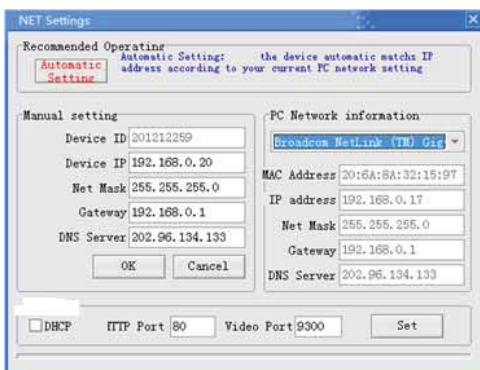 NET Settings
Recommended Operating
Automatic Setting
Automatic Setting: the device automatic matchs IP
address according to your current PC network setting
Manual setting
Device ID 201212259
Device IP 192.168.0.20
Net Mask 255.255.255.0
Gateway 192.168.0.1
DNS Server 202.96.134.133
OK Cancel
PC Network information
Broadcom NetLink (TM) Gig
MAC Address 20:6A:8A:32:15:97
IP address 192.168.0.17
Net Mask 255.255.255.0
Gateway 192.168.0.1
DNS Server 202.96.134.133
DHCP HTTP Port 80 Video Port 9300 Set